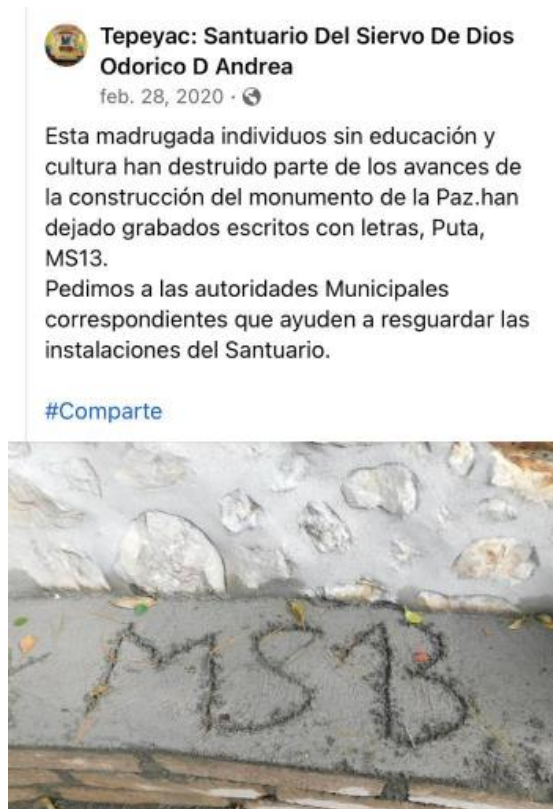 Tepeyac: Santuario Del Siervo De Dios
Odorico D Andrea
feb. 28, 2020 ·
Esta madrugada individuos sin educación y
cultura han destruido parte de los avances de
la construcción del monumento de la Paz.han
dejado grabados escritos con letras, Puta,
MS13.
Pedimos a las autoridades Municipales
correspondientes que ayuden a resguardar las
instalaciones del Santuario.
#Comparte
MS13